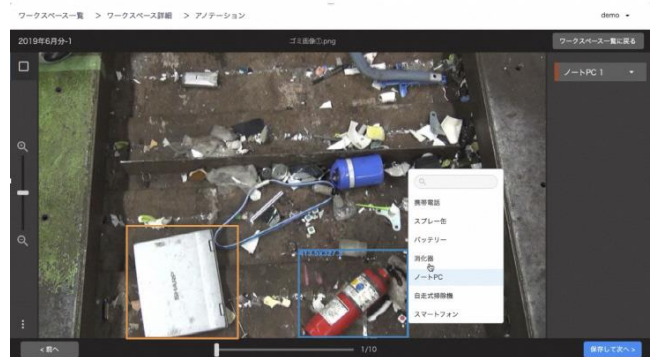 ワークスペース一覧 > ワークスペース詳細 > アノテーション
demo
2019年6月分-1
ゴミ画像①.png
ワークスペース一覧に戻る
ノートPC 1
携帯電話
スプレー缶
バッテリー
消化器
ノートPC
自走式掃除機
スマートフォン
SHARP
< 前へ
1/10
保存して次へ >